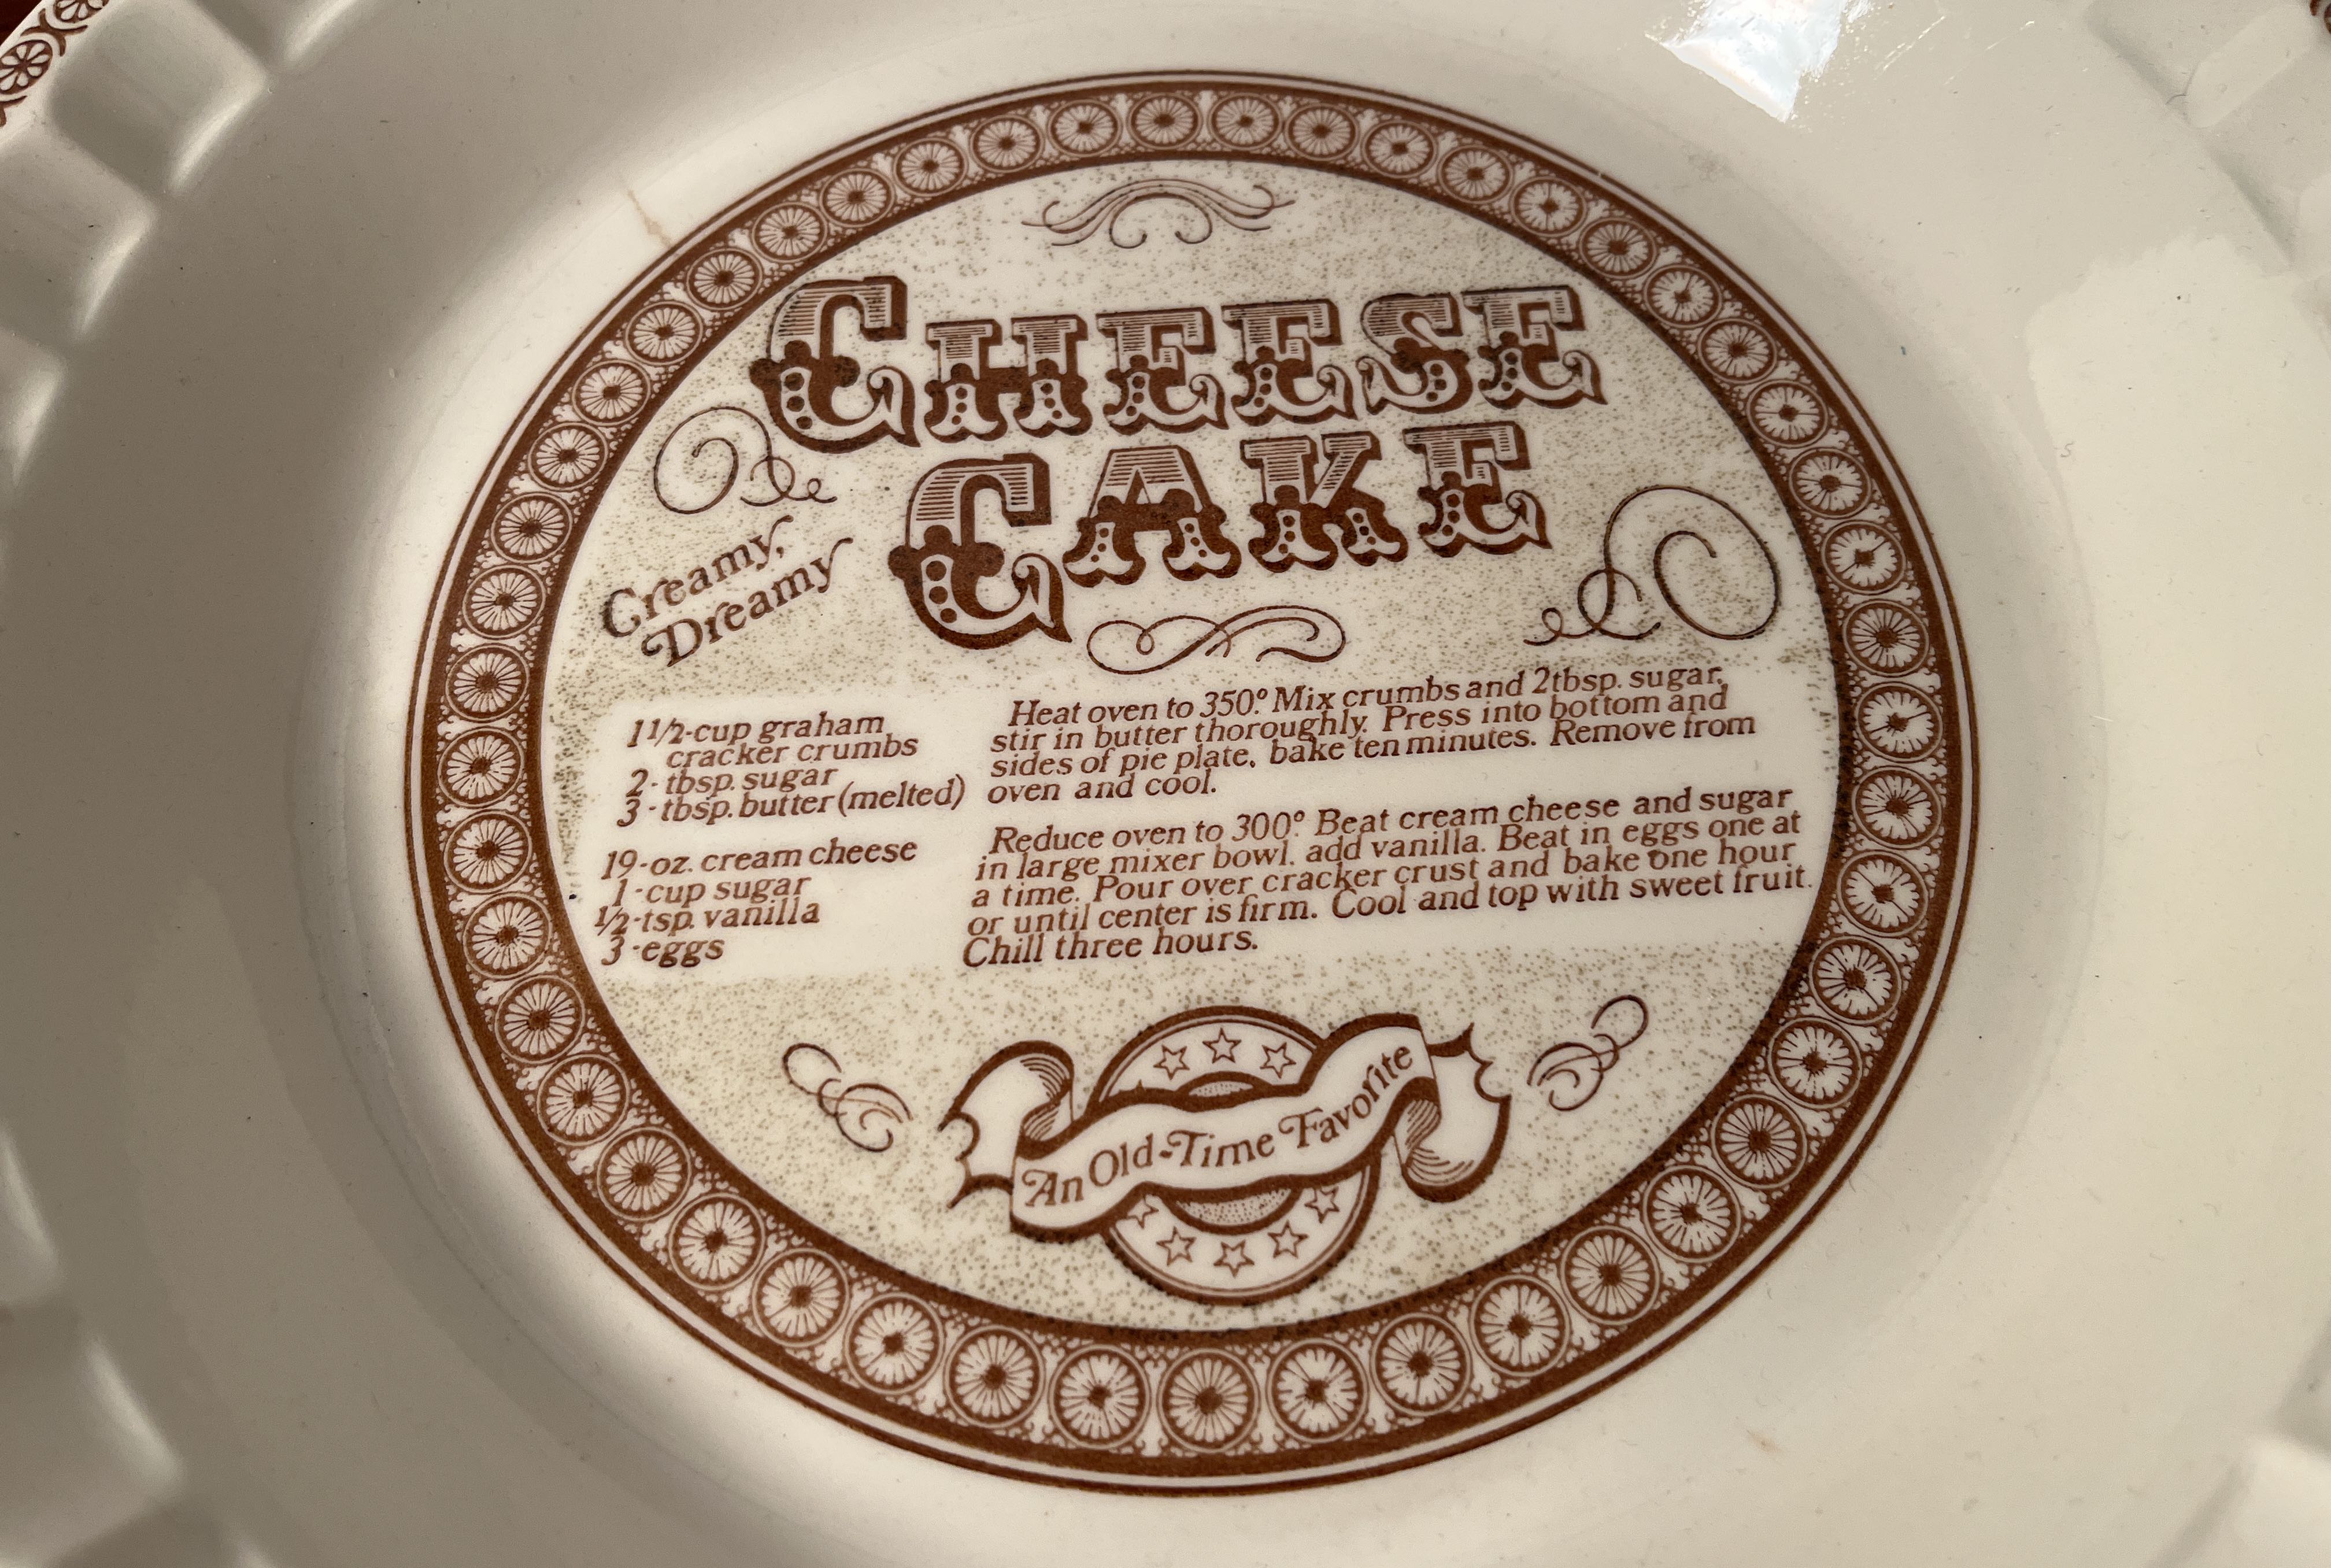 CHEESE
CAKE
Creamy,
Dreamy
1 1/2-cup graham
cracker crumbs
2- tbsp. sugar
3- tbsp. butter (melted)
19-oz. cream cheese
1-cup sugar
1/2-tsp. vanilla
3-eggs
Heat oven to 350.° Mix crumbs and 2 tbsp. sugar,
stir in butter thoroughly. Press into bottom and
sides of pie plate, bake ten minutes. Remove from
oven and cool.
Reduce oven to 300.° Beat cream cheese and sugar
in large mixer bowl. add vanilla. Beat in eggs one at
a time. Pour over cracker crust and bake one hour
or until center is firm. Cool and top with sweet fruit.
Chill three hours.
An Old-Time Favorite